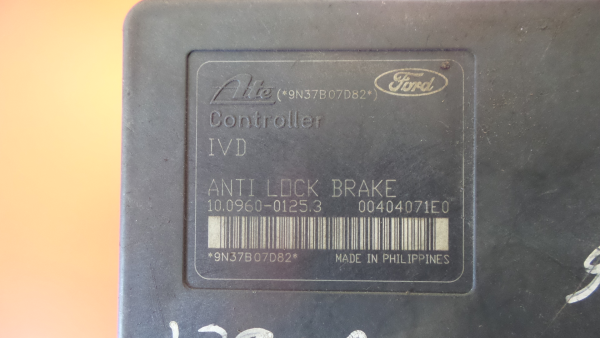 Ate (*9N37B07D82*) Ford
Controller
IVD
ANTI LOCK BRAKE
10.0960-0125.3 00404071E0
*9N37B07D82* MADE IN PHILIPPINES